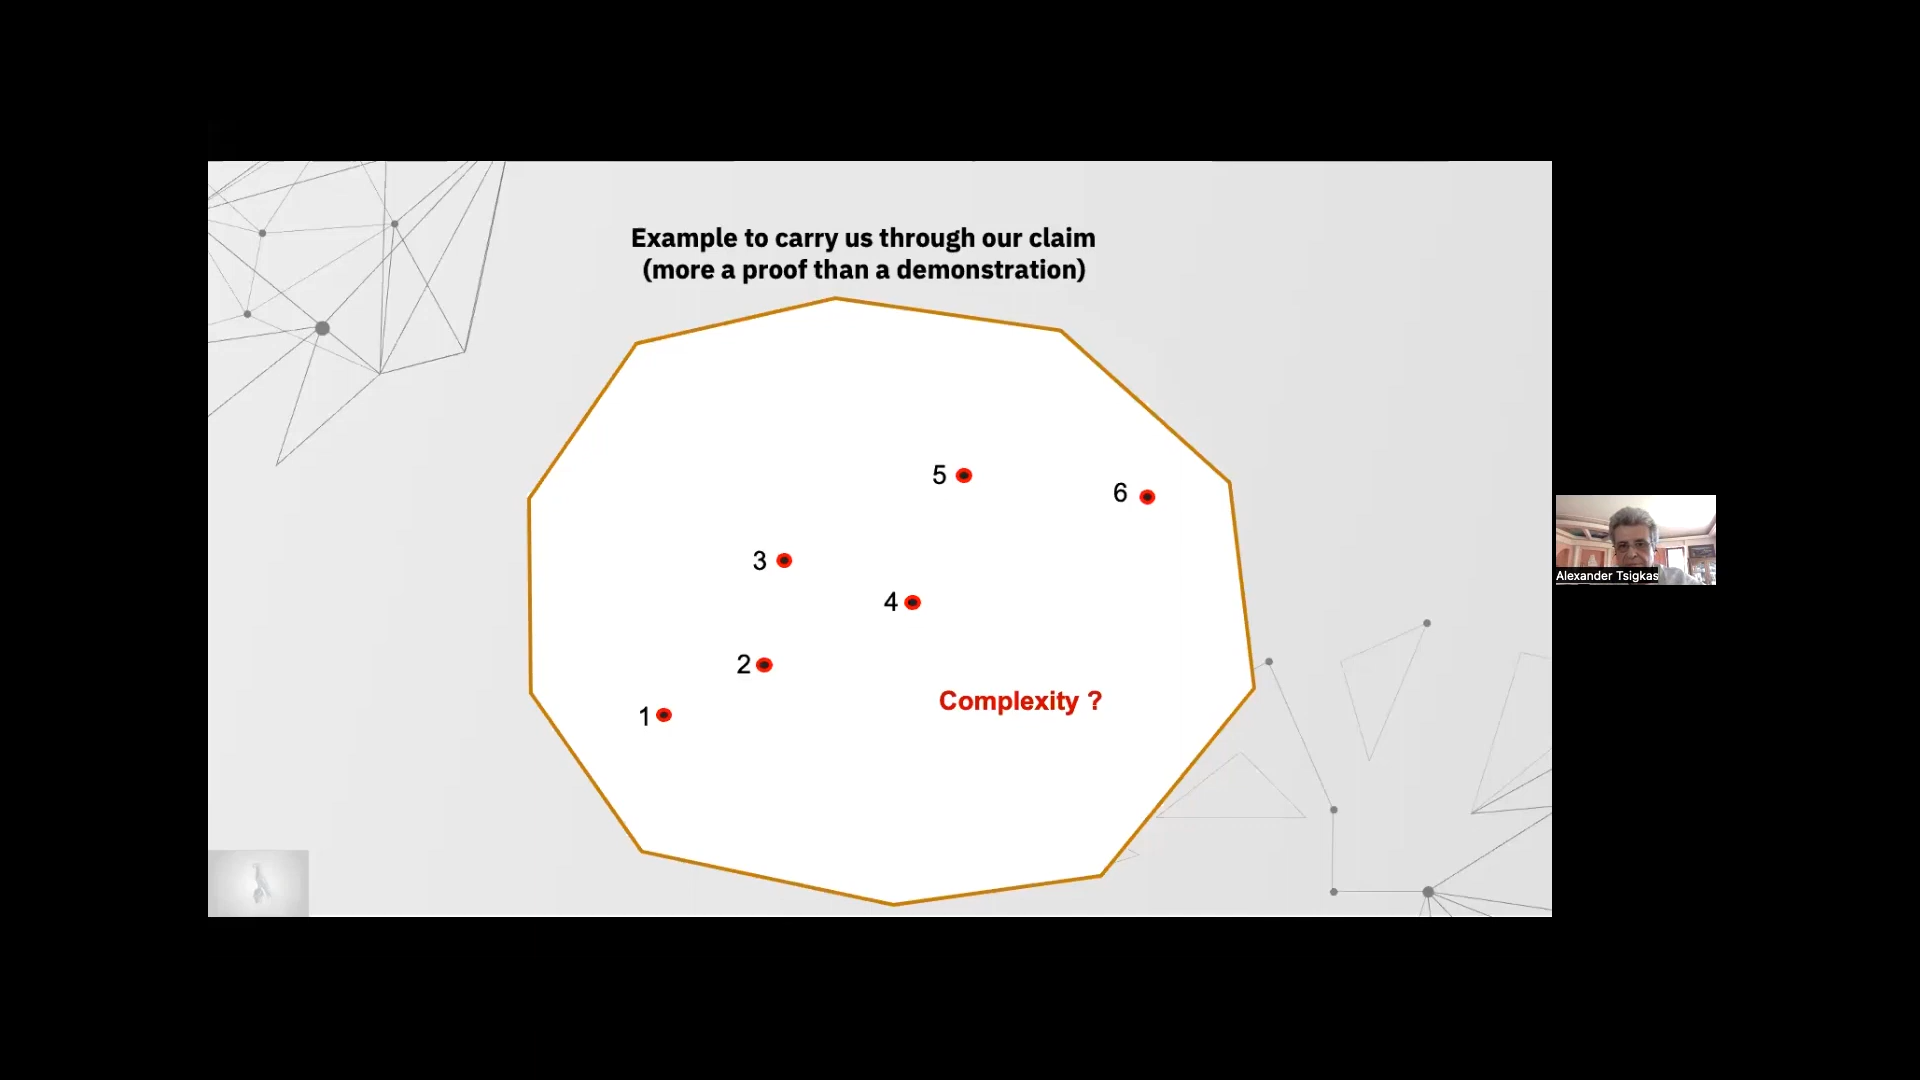 Example to carry us through our claim
(more a proof than a demonstration)
5
6
3
4
2
Complexity ?
1
Alexander Tsigkas